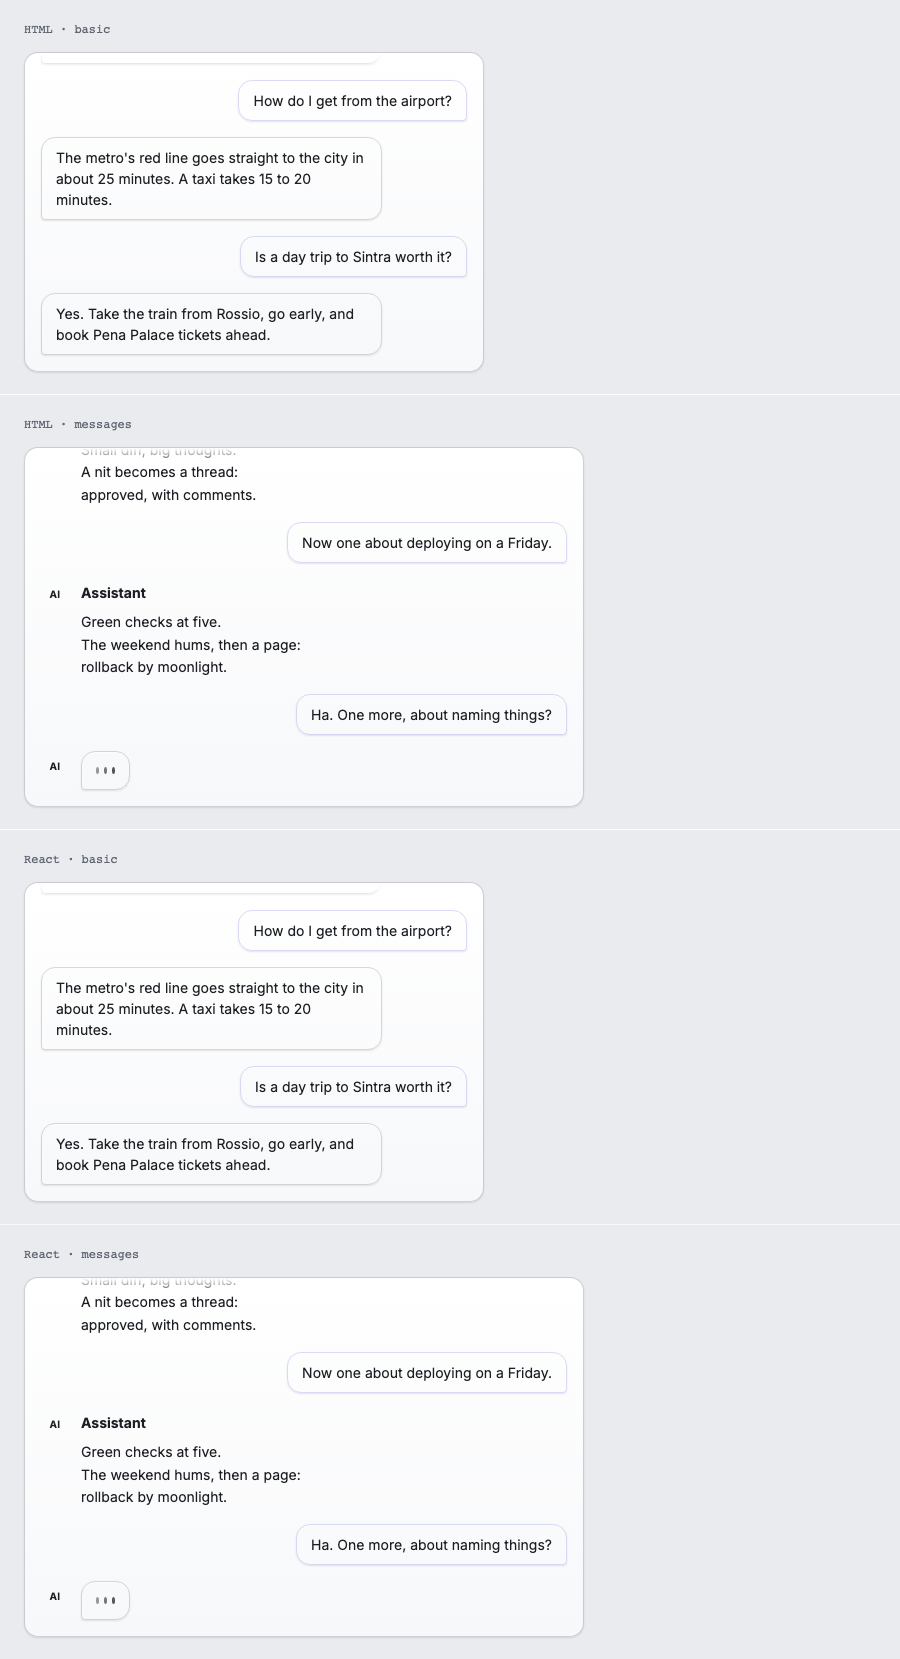 HTML · basic
How do I get from the airport?
The metro's red line goes straight to the city in
about 25 minutes. A taxi takes 15 to 20
minutes.
Is a day trip to Sintra worth it?
Yes. Take the train from Rossio, go early, and
book Pena Palace tickets ahead.
HTML · messages
Small diff, big thoughts.
A nit becomes a thread:
approved, with comments.
Now one about deploying on a Friday.
AI
Assistant
Green checks at five.
The weekend hums, then a page:
rollback by moonlight.
Ha. One more, about naming things?
AI
React · basic
How do I get from the airport?
The metro's red line goes straight to the city in
about 25 minutes. A taxi takes 15 to 20
minutes.
Is a day trip to Sintra worth it?
Yes. Take the train from Rossio, go early, and
book Pena Palace tickets ahead.
React · messages
Small diff, big thoughts.
A nit becomes a thread:
approved, with comments.
Now one about deploying on a Friday.
AI
Assistant
Green checks at five.
The weekend hums, then a page:
rollback by moonlight.
Ha. One more, about naming things?
AI